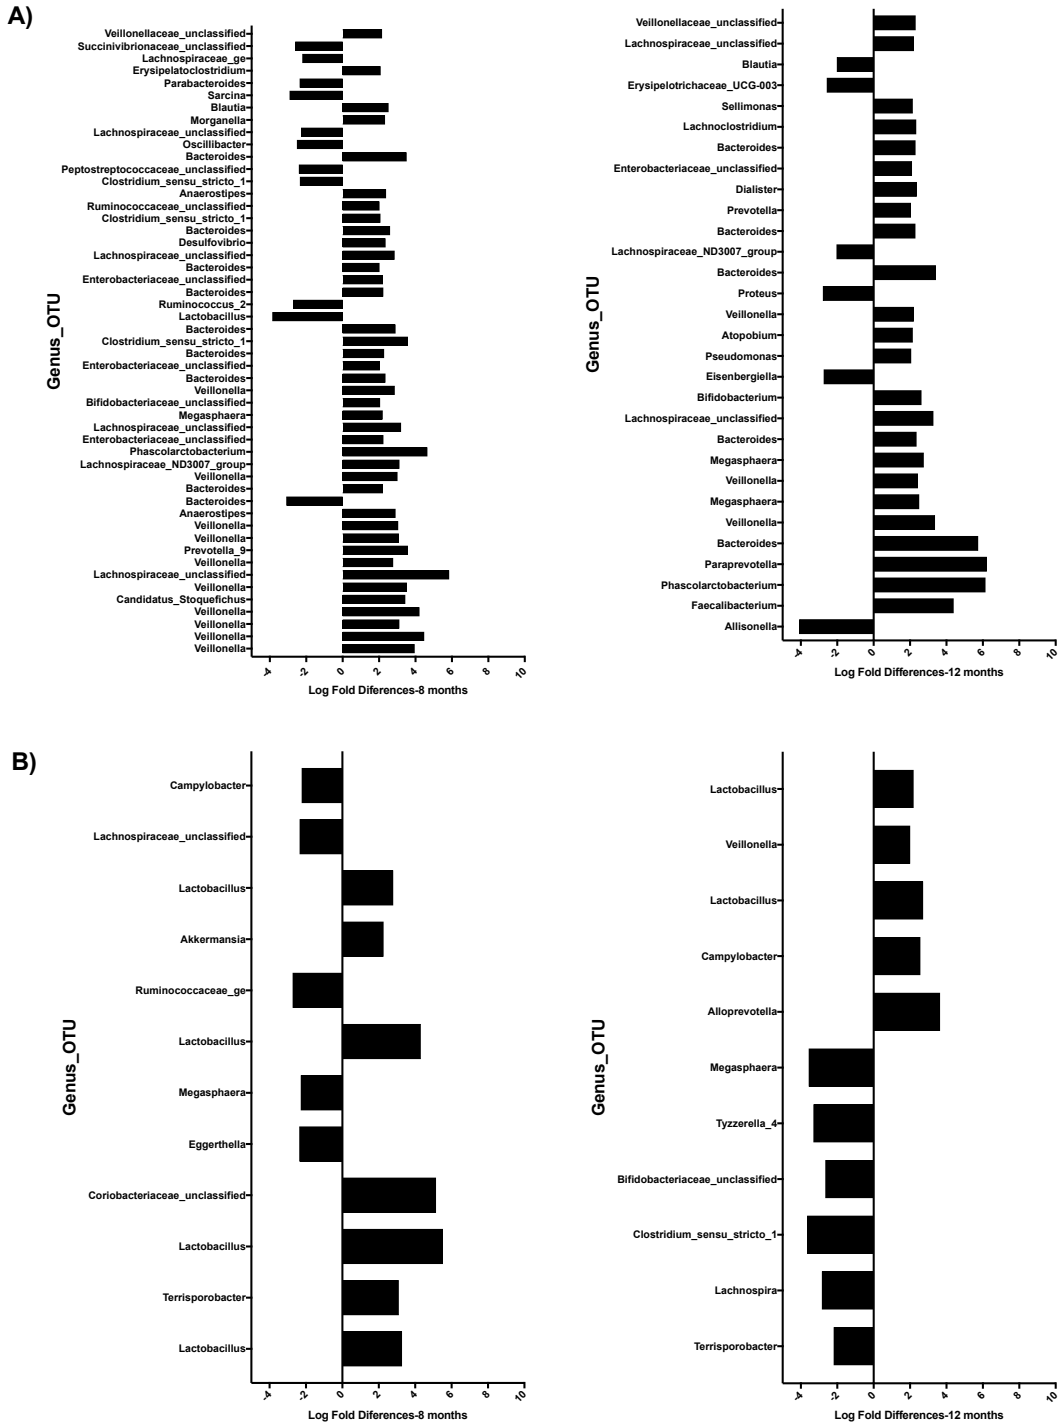 A)
Genus_OTU
Veillonellaceae_unclassified
Succinivibrionaceae_unclassified
Lachnospiraceae_ge
Erysipelatoclostridium
Parabacteroides
Sarcina
Blautia
Morganella
Lachnospiraceae_unclassified
Oscillibacter
Bacteroides
Peptostreptococcaceae_unclassified
Clostridium_sensu_stricto_1
Anaerostipes
Ruminococcaceae_unclassified
Clostridium_sensu_stricto_1
Bacteroides
Desulfovibrio
Lachnospiraceae_unclassified
Bacteroides
Enterobacteriaceae_unclassified
Bacteroides
Ruminococcus_2
Lactobacillus
Bacteroides
Clostridium_sensu_stricto_1
Bacteroides
Enterobacteriaceae_unclassified
Bacteroides
Veillonella
Bifidobacteriaceae_unclassified
Megasphaera
Lachnospiraceae_unclassified
Enterobacteriaceae_unclassified
Phascolarctobacterium
Lachnospiraceae_ND3007_group
Veillonella
Bacteroides
Bacteroides
Anaerostipes
Veillonella
Veillonella
Prevotella_9
Veillonella
Lachnospiraceae_unclassified
Veillonella
Candidatus_Stoquefichus
Veillonella
Veillonella
Veillonella
Veillonella
-4 -2 0 2 4 6 8 10
Log Fold Diferences-8 months
Genus_OTU
Veillonellaceae_unclassified
Lachnospiraceae_unclassified
Blautia
Erysipelotrichaceae_UCG-003
Sellimonas
Lachnoclostridium
Bacteroides
Enterobacteriaceae_unclassified
Dialister
Prevotella
Bacteroides
Lachnospiraceae_ND3007_group
Bacteroides
Proteus
Veillonella
Atopobium
Pseudomonas
Eisenbergiella
Bifidobacterium
Lachnospiraceae_unclassified
Bacteroides
Megasphaera
Veillonella
Megasphaera
Veillonella
Bacteroides
Paraprevotella
Phascolarctobacterium
Faecalibacterium
Allisonella
-4 -2 0 2 4 6 8 10
Log Fold Differences-12 months
B)
Genus_OTU
Campylobacter
Lachnospiraceae_unclassified
Lactobacillus
Akkermansia
Ruminococcaceae_ge
Lactobacillus
Megasphaera
Eggerthella
Coriobacteriaceae_unclassified
Lactobacillus
Terrisporobacter
Lactobacillus
-4 -2 0 2 4 6 8 10
Log Fold Diferences-8 months
Genus_OTU
Lactobacillus
Veillonella
Lactobacillus
Campylobacter
Alloprevotella
Megasphaera
Tyzzerella_4
Bifidobacteriaceae_unclassified
Clostridium_sensu_stricto_1
Lachnospira
Terrisporobacter
-4 -2 0 2 4 6 8 10
Log Fold Differences-12 months